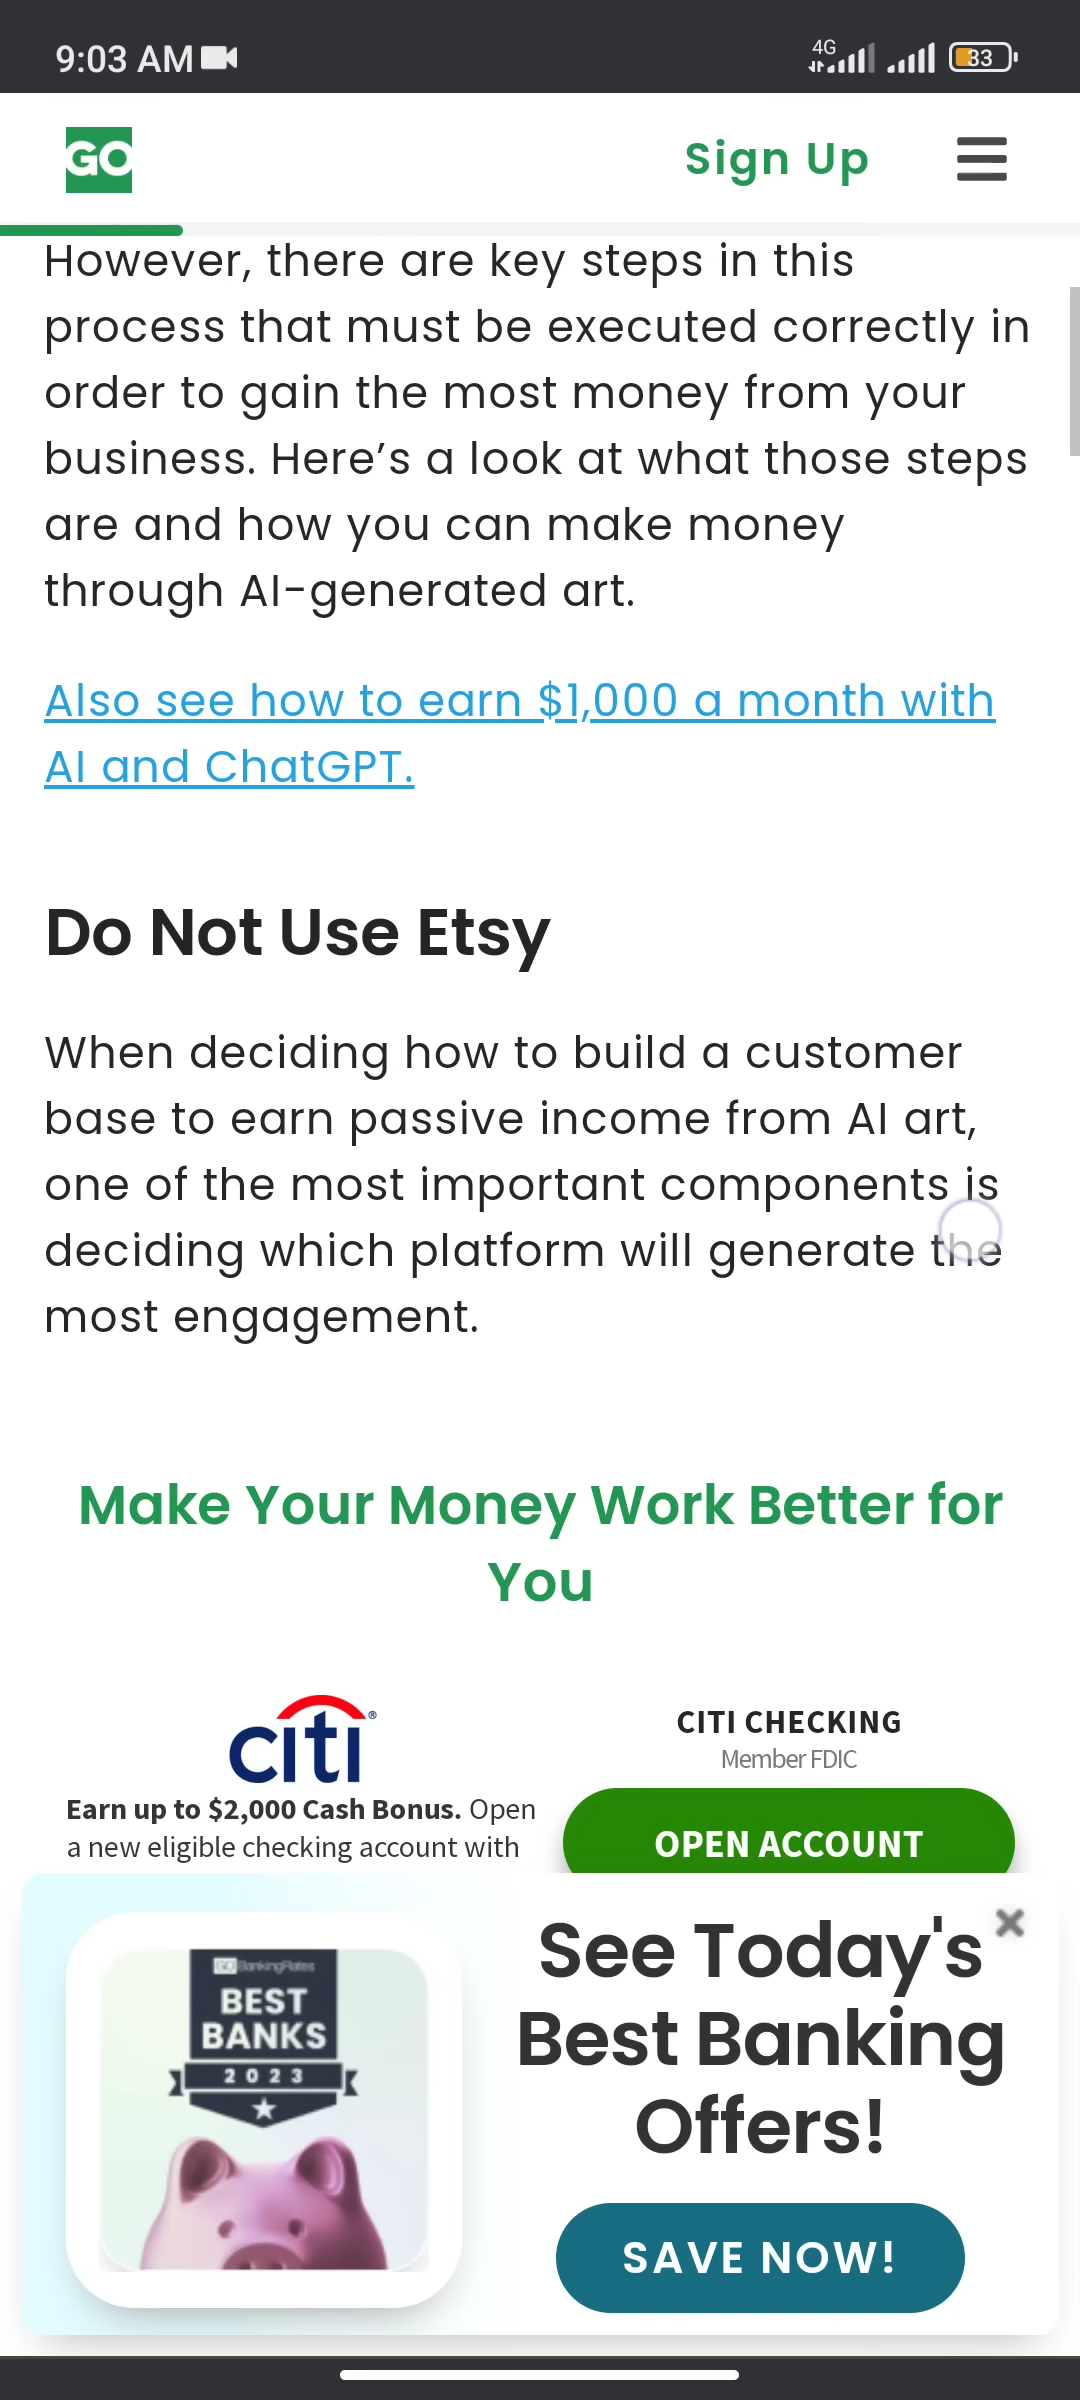 9:03 AM
4G
33
GO
Sign Up
However, there are key steps in this
process that must be executed correctly in
order to gain the most money from your
business. Here’s a look at what those steps
are and how you can make money
through AI-generated art.
Also see how to earn $1,000 a month with
AI and ChatGPT.
Do Not Use Etsy
When deciding how to build a customer
base to earn passive income from AI art,
one of the most important components is
deciding which platform will generate the
most engagement.
Make Your Money Work Better for
You
citi®
CITI CHECKING
Member FDIC
Earn up to $2,000 Cash Bonus. Open
a new eligible checking account with
OPEN ACCOUNT
GOBankingRates
BEST
BANKS
2023
See Today's
Best Banking
Offers!
SAVE NOW!